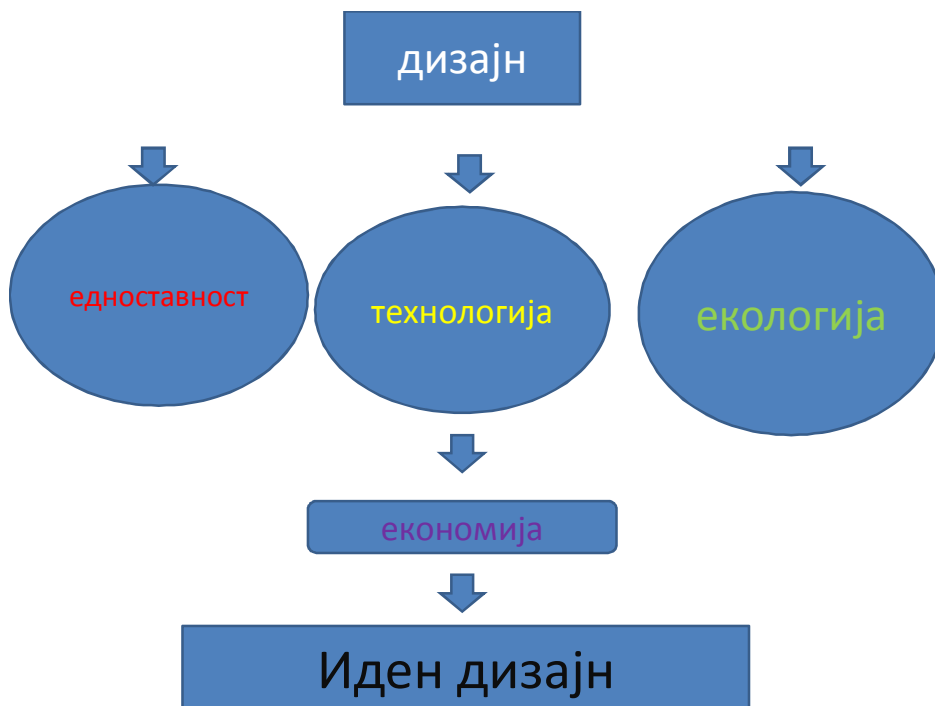 дизајн
едноставност
технологија
екологија
економија
Иден дизајн